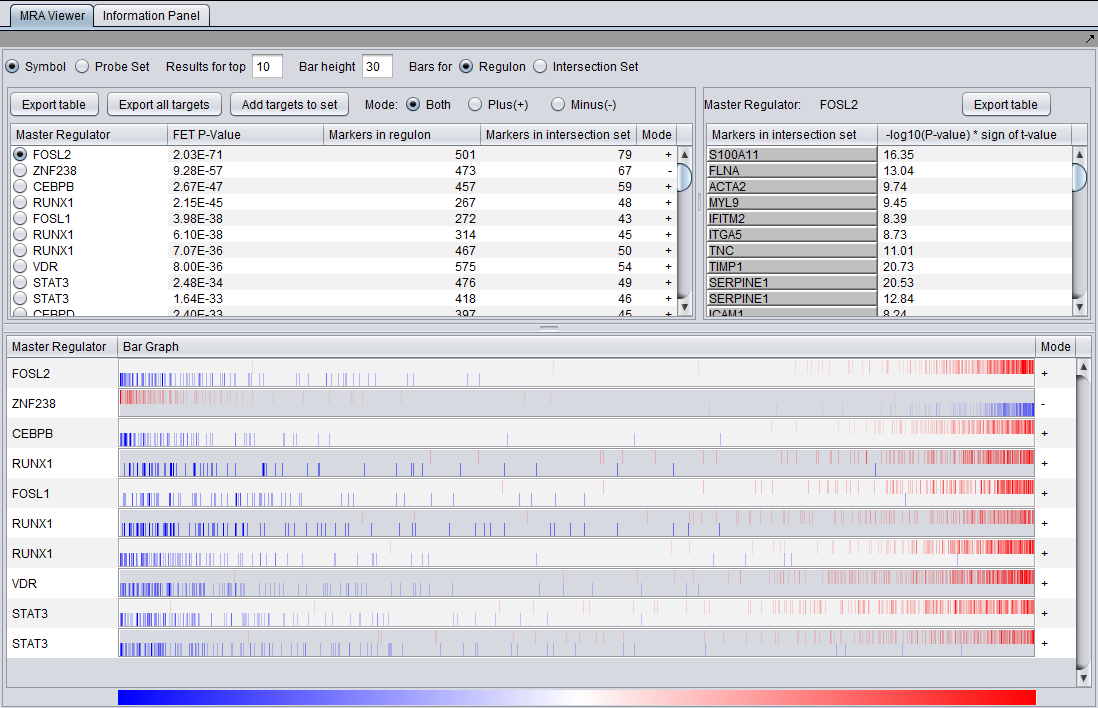 MRA Viewer Information Panel
Symbol Probe Set Results for top 10 Bar height 30 Bars for Regulon Intersection Set
Export table Export all targets Add targets to set Mode: Both Plus(+) Minus(-)
Master Regulator FET P-Value Markers in regulon Markers in intersection set Mode
FOSL2 2.03E-71 501 79 +
ZNF238 9.28E-57 473 67 -
CEBPB 2.67E-47 457 59 +
RUNX1 2.15E-45 267 48 +
FOSL1 3.98E-38 272 43 +
RUNX1 6.10E-38 314 45 +
RUNX1 7.07E-36 467 50 +
VDR 8.00E-36 575 54 +
STAT3 2.48E-34 476 49 +
STAT3 1.64E-33 418 46 +
CEBPD 2.40E-33 397 45 +
Master Regulator: FOSL2 Export table
Markers in intersection set -log10(P-value) * sign of t-value
S100A11 16.35
FLNA 13.04
ACTA2 9.74
MYL9 9.45
IFITM2 8.39
ITGA5 8.73
TNC 11.01
TIMP1 20.73
SERPINE1 20.53
SERPINE1 12.84
ICAM1 8.24
Master Regulator Bar Graph Mode
FOSL2 +
ZNF238 -
CEBPB +
RUNX1 +
FOSL1 +
RUNX1 +
RUNX1 +
VDR +
STAT3 +
STAT3 +